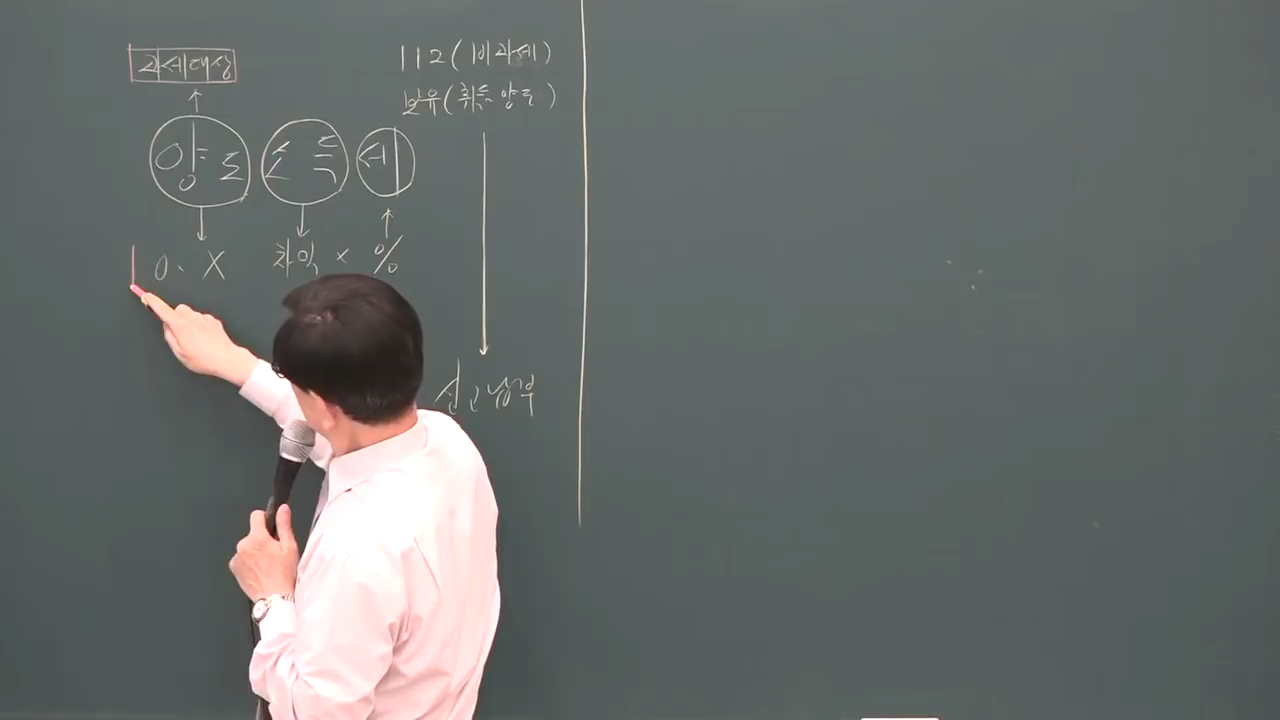 과세대상
112 (비과세)
보유 (취득 양도)
양도 소득 세
O. X 차익 × %
신고납부